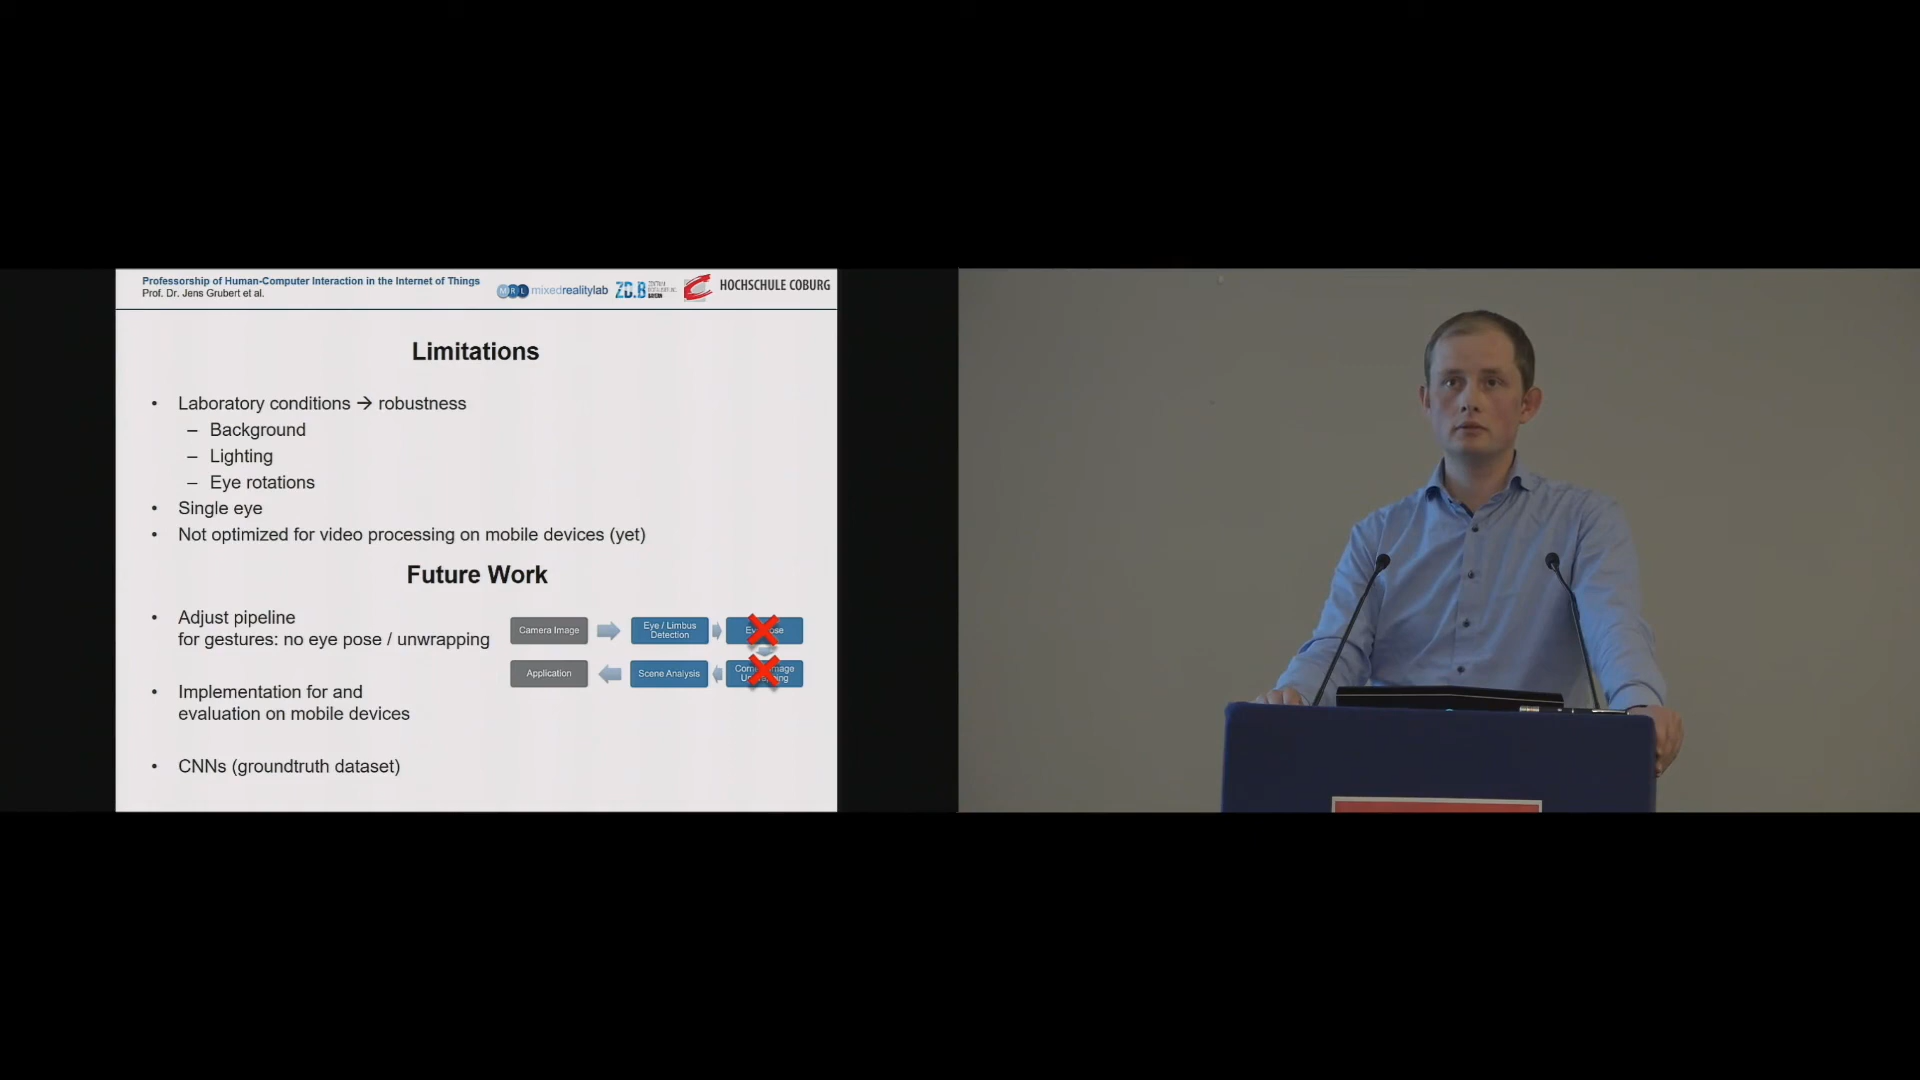 Professorship of Human-Computer Interaction in the Internet of Things
Prof. Dr. Jens Grubert et al.
MRL mixedrealitylab
ZD.B
HOCHSCHULE COBURG
Limitations
• Laboratory conditions → robustness
– Background
– Lighting
– Eye rotations
• Single eye
• Not optimized for video processing on mobile devices (yet)
Future Work
• Adjust pipeline
for gestures: no eye pose / unwrapping
Camera Image
Eye / Limbus
Detection
Application
Scene Analysis
• Implementation for and
evaluation on mobile devices
• CNNs (groundtruth dataset)